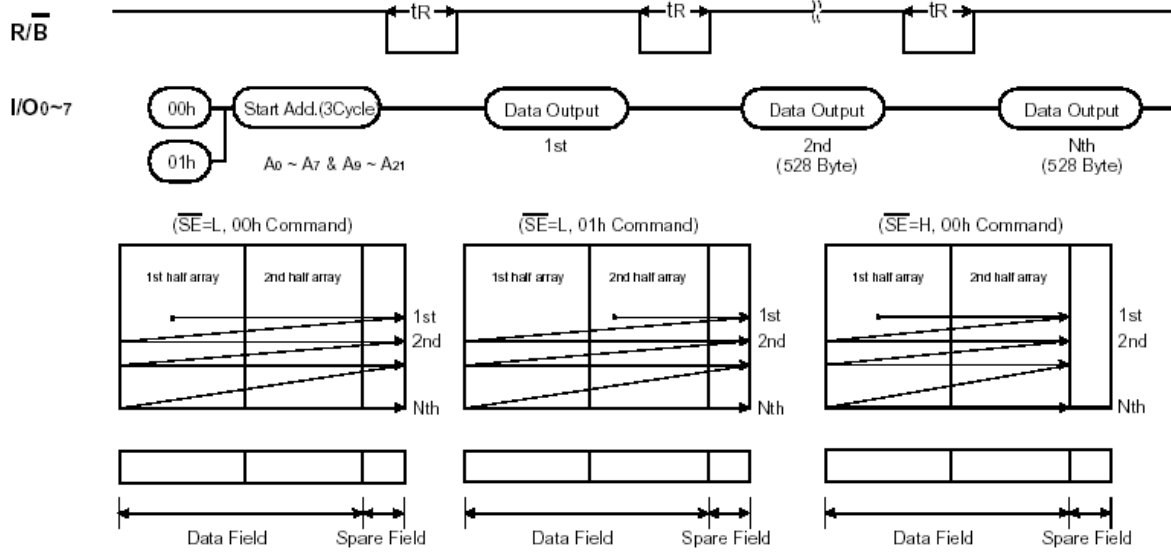 R/B tR tR tR
I/O0~7 00h Start Add.(3Cycle) Data Output Data Output Data Output
01h A0 ~ A7 & A9 ~ A21 1st 2nd Nth
(528 Byte) (528 Byte)
(SE=L, 00h Command) (SE=L, 01h Command) (SE=H, 00h Command)
1st half array 2nd half array 1st half array 2nd half array 1st half array 2nd half array
1st 1st 1st
2nd 2nd 2nd
Nth Nth Nth
Data Field Spare Field Data Field Spare Field Data Field Spare Field